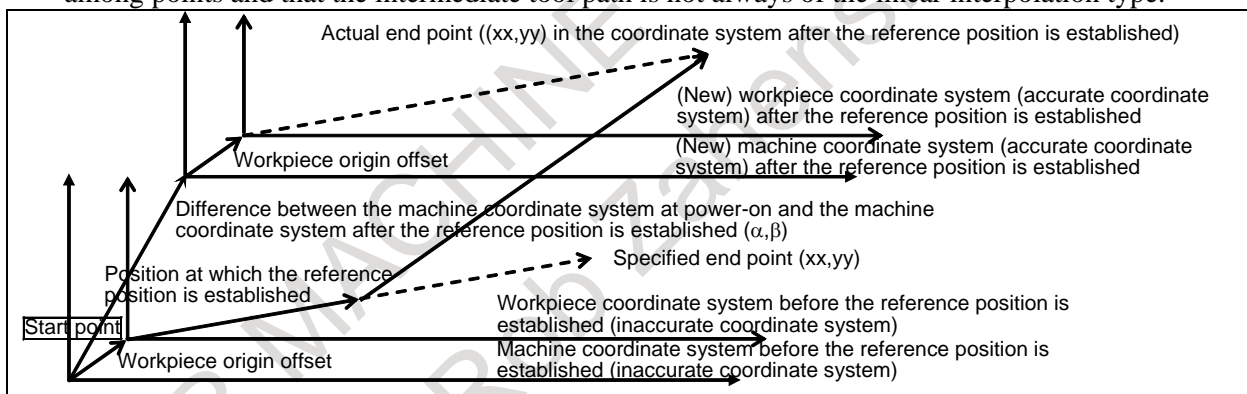 among points and that the intermediate tool path is not always of the linear interpolation type.
Actual end point ((xx,yy) in the coordinate system after the reference position is established)
(New) workpiece coordinate system (accurate coordinate
system) after the reference position is established
Workpiece origin offset
(New) machine coordinate system (accurate coordinate
system) after the reference position is established
Difference between the machine coordinate system at power-on and the machine
coordinate system after the reference position is established (α,β)
Specified end point (xx,yy)
Position at which the reference
position is established
Start point
Workpiece coordinate system before the reference position is
established (inaccurate coordinate system)
Workpiece origin offset
Machine coordinate system before the reference position is
established (inaccurate coordinate system)
MACHINE
Rob Zahens